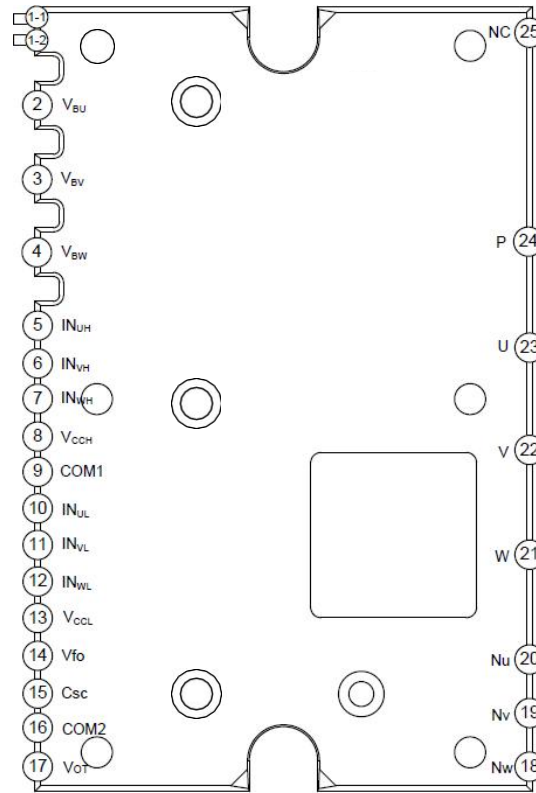 1-1
1-2
2 VBU
3 VBV
4 VBW
5 INUH
6 INVH
7 INWH
8 VCCH
9 COM1
10 INUL
11 INVL
12 INWL
13 VCCL
14 Vfo
15 Csc
16 COM2
17 VOT
NC 25
P 24
U 23
V 22
W 21
Nu 20
Nv 19
Nw 18